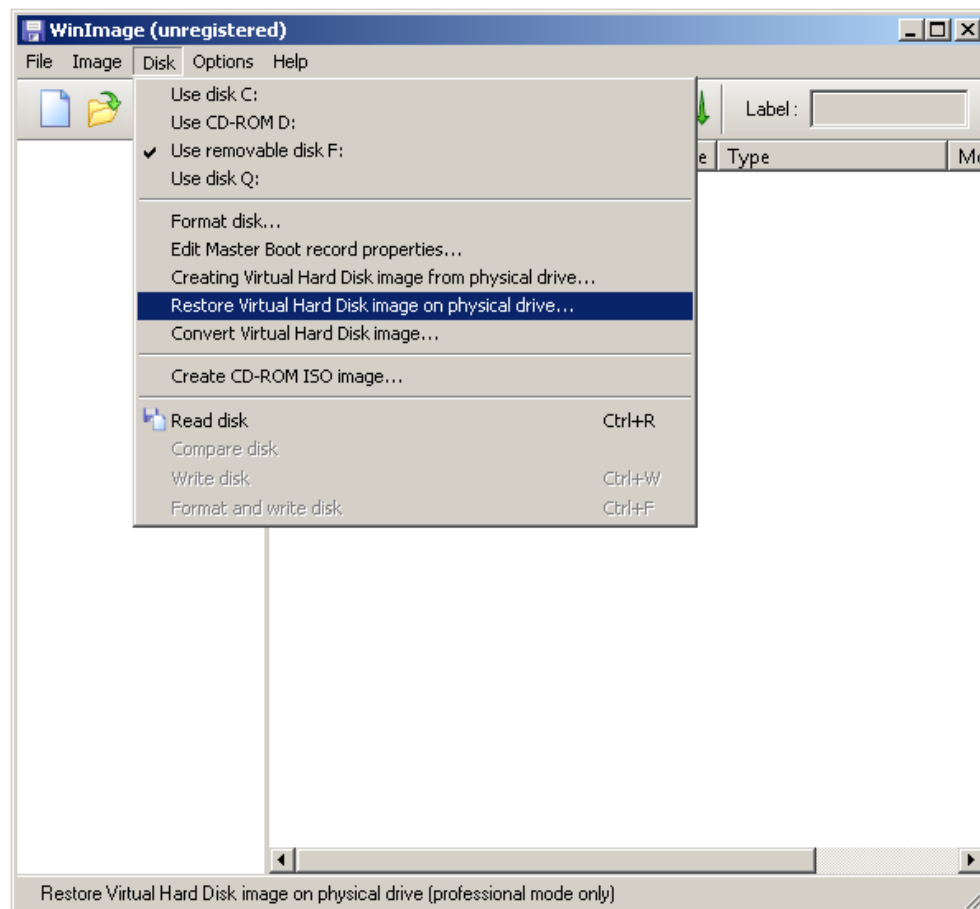 WinImage (unregistered)
File Image Disk Options Help
Label :
Use disk C:
Use CD-ROM D:
Use removable disk F:
Use disk Q:
Format disk...
Edit Master Boot record properties...
Creating Virtual Hard Disk image from physical drive...
Restore Virtual Hard Disk image on physical drive...
Convert Virtual Hard Disk image...
Create CD-ROM ISO image...
Read disk Ctrl+R
Compare disk
Write disk Ctrl+W
Format and write disk Ctrl+F
Type
Restore Virtual Hard Disk image on physical drive (professional mode only)